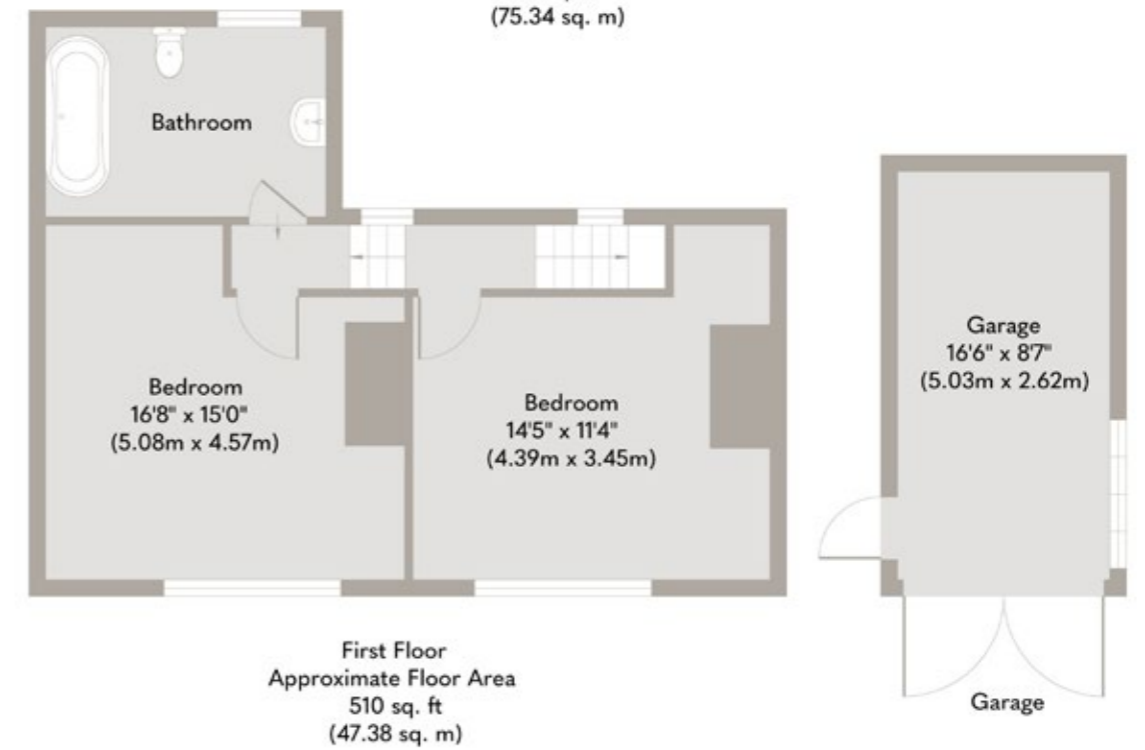 (75.34 sq. m)
Bathroom
Bedroom
16'8" x 15'0"
(5.08m x 4.57m)
Bedroom
14'5" x 11'4"
(4.39m x 3.45m)
Garage
16'6" x 8'7"
(5.03m x 2.62m)
First Floor
Approximate Floor Area
510 sq. ft
(47.38 sq. m)
Garage